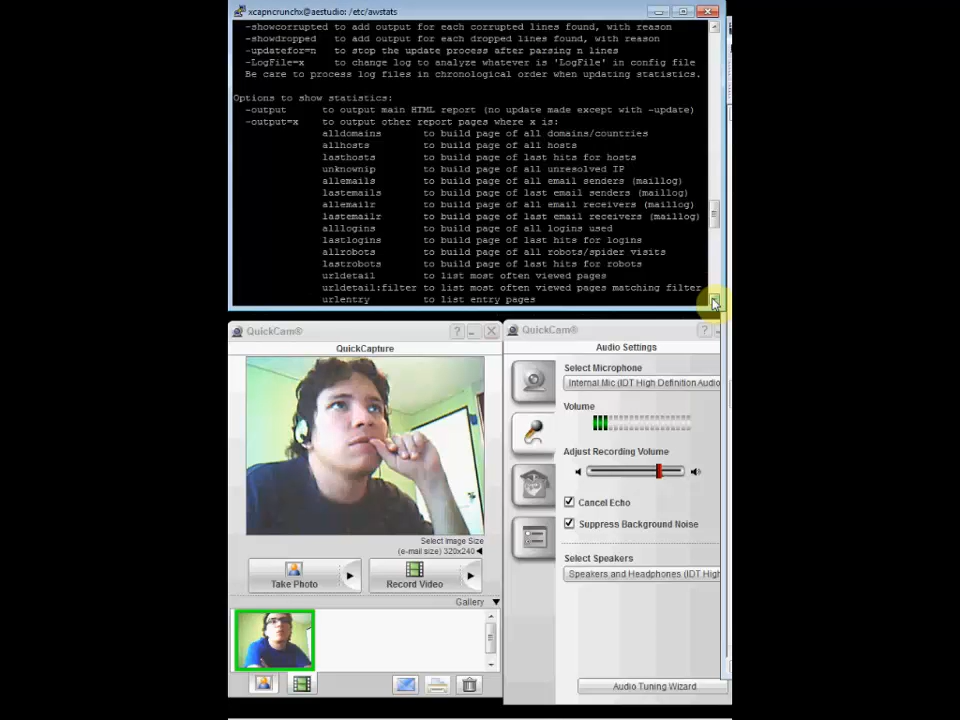 xcapncrunchx@aestudio: /etc/awstats
-showcorrupted to add output for each corrupted lines found, with reason
-showdropped to add output for each dropped lines found, with reason
-updatefor=n to stop the update process after parsing n lines
-LogFile=x to change log to analyze whatever is 'LogFile' in config file
Be care to process log files in chronological order when updating statistics.
Options to show statistics:
-output to output main HTML report (no update made except with -update)
-output=x to output other report pages where x is:
alldomains to build page of all domains/countries
allhosts to build page of all hosts
lasthosts to build page of last hits for hosts
unknownip to build page of all unresolved IP
allemails to build page of all email senders (maillog)
lastemails to build page of last email senders (maillog)
allemailr to build page of all email receivers (maillog)
lastemailr to build page of last email receivers (maillog)
alllogins to build page of all logins used
lastlogins to build page of last hits for logins
allrobots to build page of all robots/spider visits
lastrobots to build page of last hits for robots
urldetail to list most often viewed pages
urldetail:filter to list most often viewed pages matching filter
urlentry to list entry pages
QuickCam®
QuickCapture
Select Image Size
(e-mail size) 320x240
Take Photo
Record Video
Gallery
QuickCam®
Audio Settings
Select Microphone
Internal Mic (IDT High Definition Audio
Volume
Adjust Recording Volume
Cancel Echo
Suppress Background Noise
Select Speakers
Speakers and Headphones (IDT High
Audio Tuning Wizard